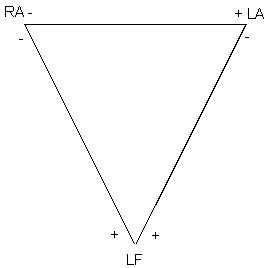 RA - + LA
- -
+ +
LF